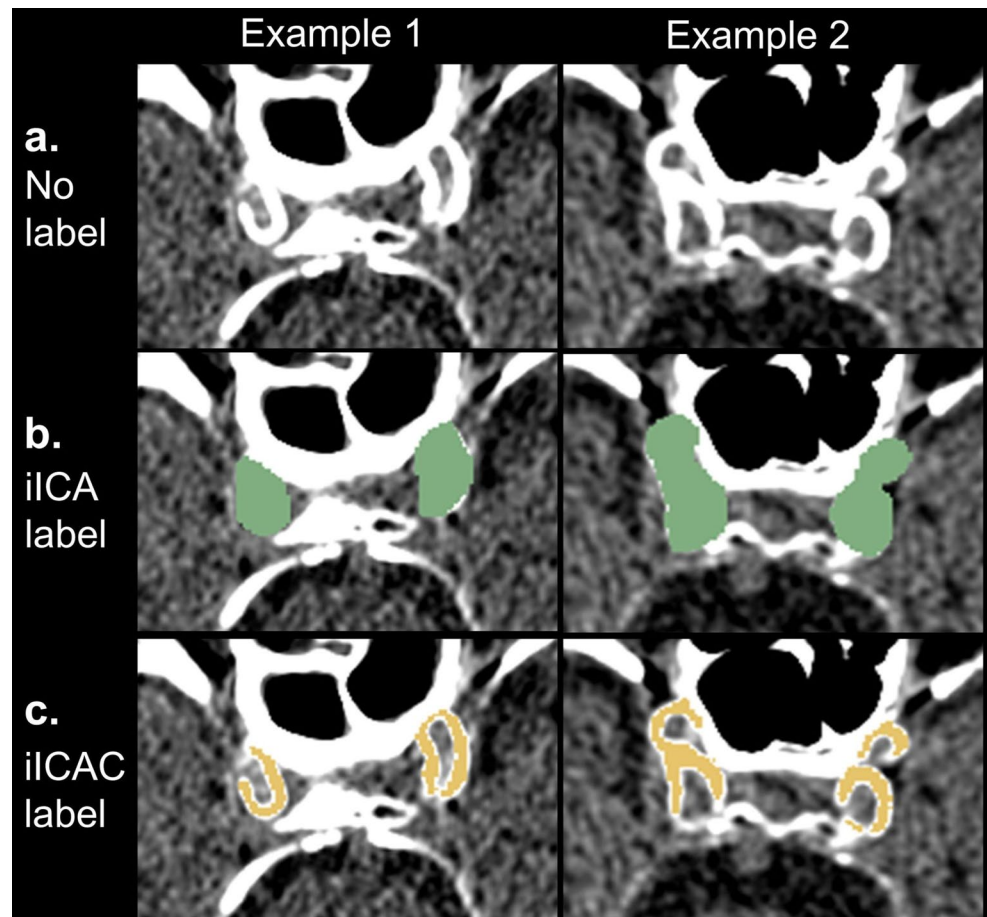 Example 1
Example 2
a.
No
label
b.
iICA
label
c.
iICAC
label